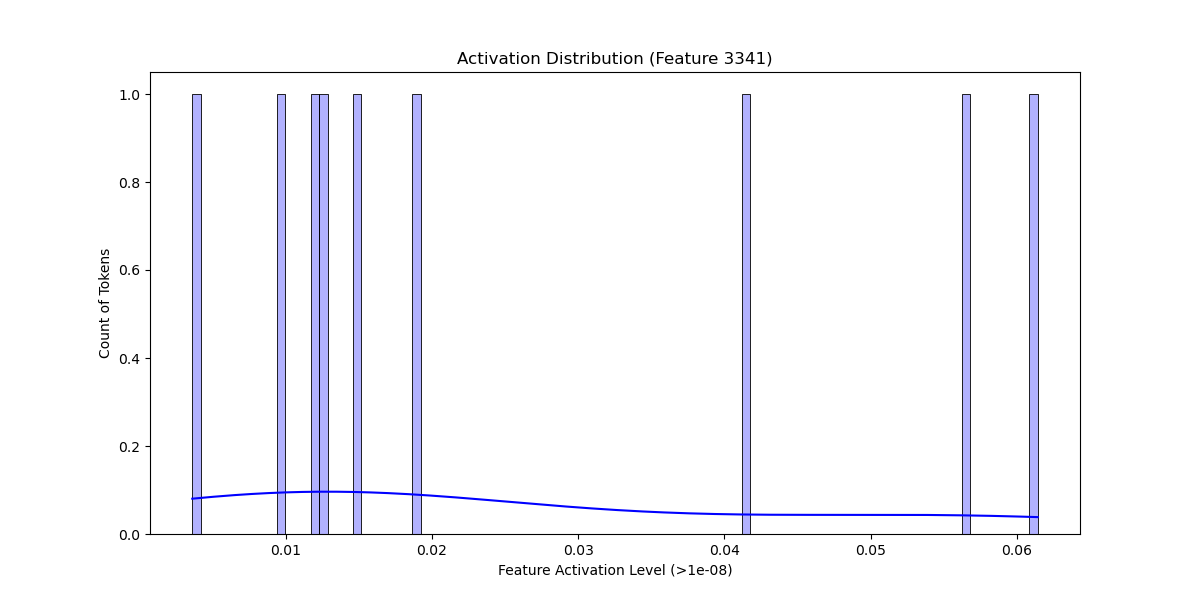 Activation Distribution (Feature 3341)
1.0
0.8
0.6
0.4
0.2
0.0
Count of Tokens
0.01 0.02 0.03 0.04 0.05 0.06
Feature Activation Level (>1e-08)